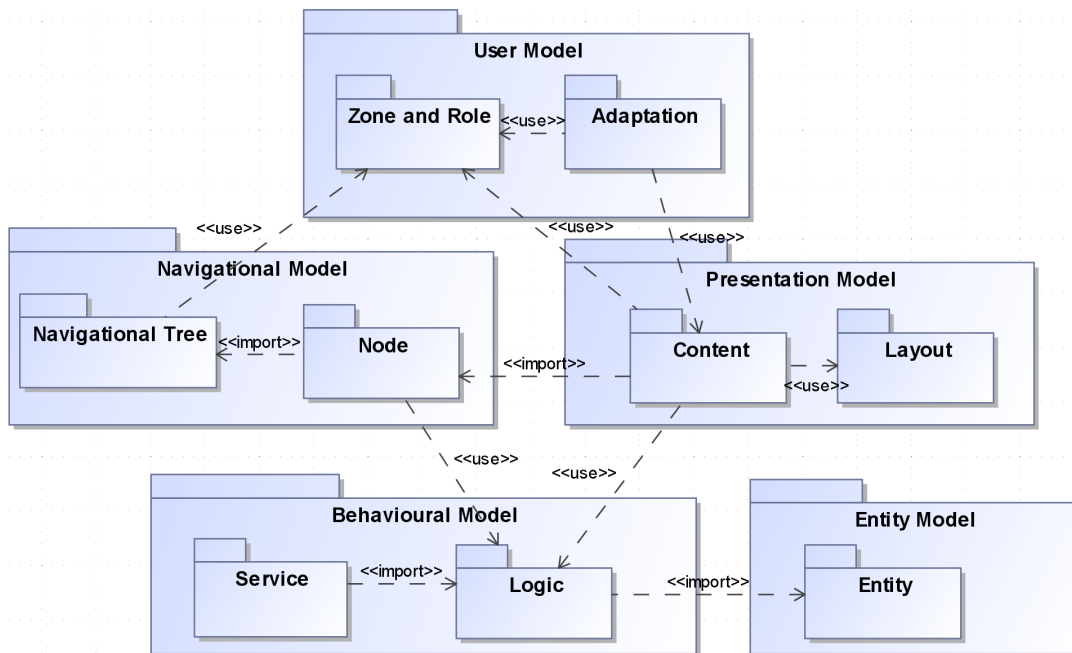 User Model
Zone and Role
<<use>>
Adaptation
<<use>>
<<use>>
<<use>>
Navigational Model
Presentation Model
Navigational Tree
<<import>>
Node
<<import>>
Content
<<use>>
Layout
<<use>>
<<use>>
Behavioural Model
Entity Model
Service
<<import>>
Logic
<<import>>
Entity